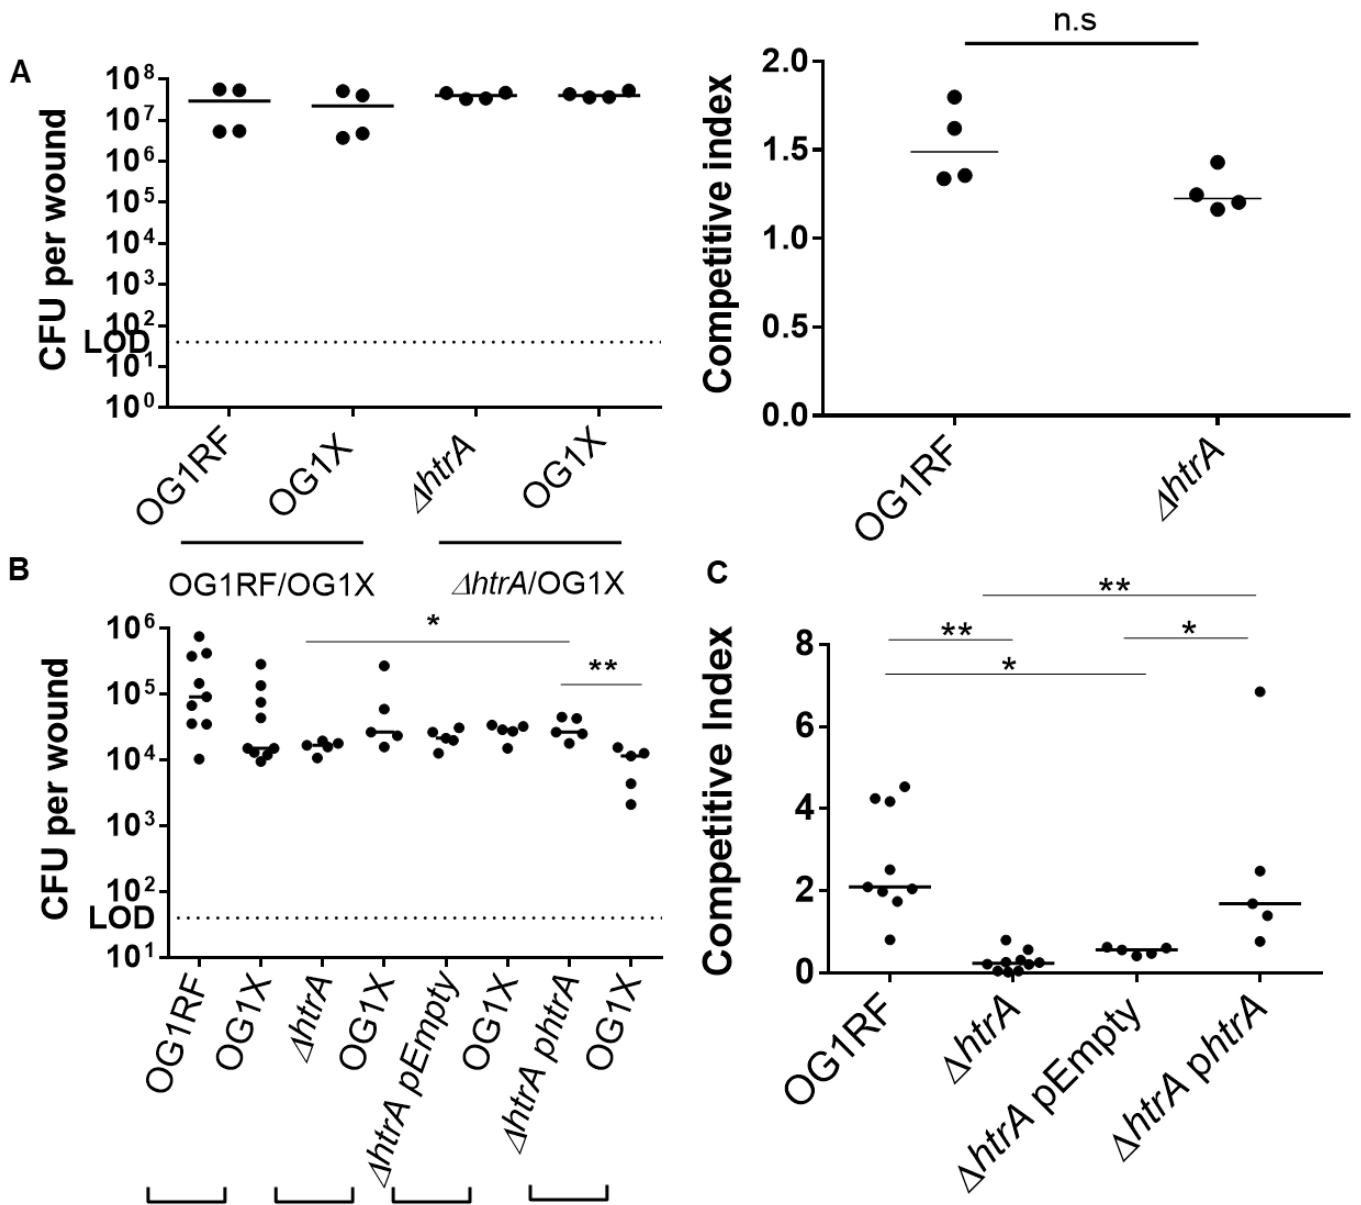 A
CFU per wound
10⁸
10⁷
10⁶
10⁵
10⁴
10³
10²
LOD
10¹
10⁰
OG1RF
OG1X
ΔhtrA
OG1X
OG1RF/OG1X
ΔhtrA/OG1X
n.s
Competitive index
2.0
1.5
1.0
0.5
0.0
OG1RF
ΔhtrA
B
CFU per wound
10⁶
10⁵
10⁴
10³
10²
LOD
10¹
*
**
OG1RF
OG1X
ΔhtrA
OG1X
ΔhtrA pEmpty
OG1X
ΔhtrA phtrA
OG1X
C
Competitive Index
8
6
4
2
0
**
**
*
*
OG1RF
ΔhtrA
ΔhtrA pEmpty
ΔhtrA phtrA